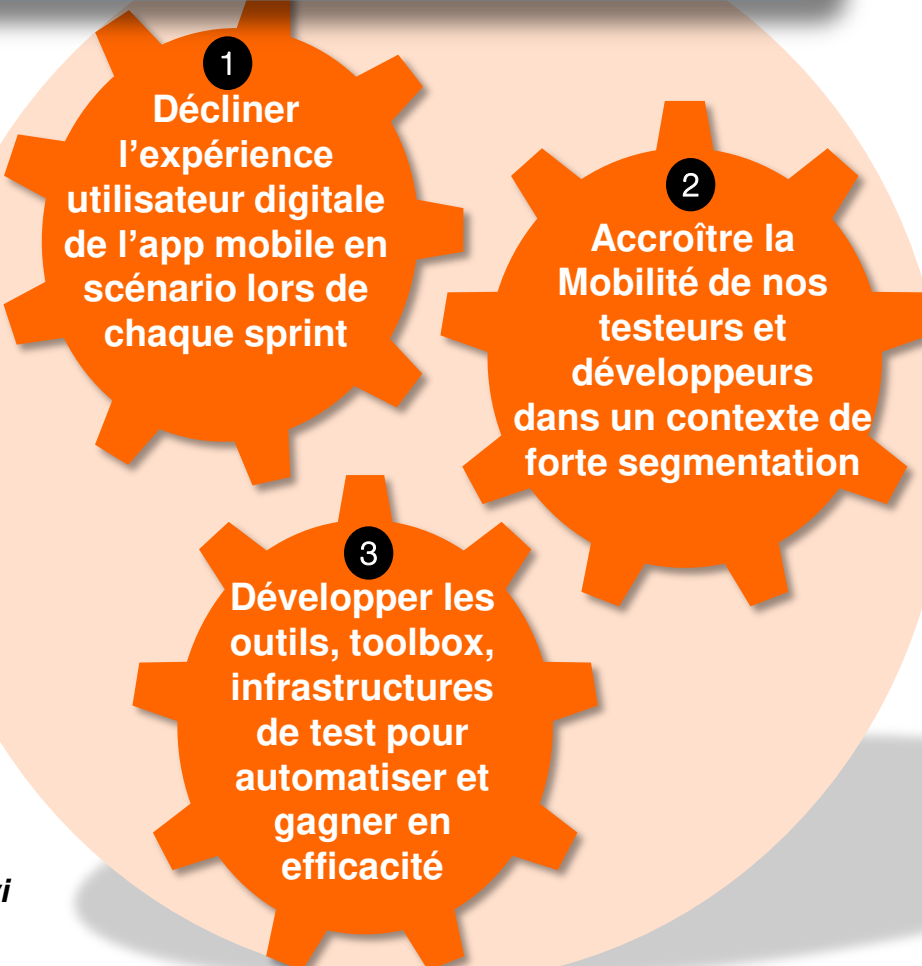 1
Décliner
l’expérience
utilisateur digitale
de l’app mobile en
scénario lors de
chaque sprint
2
Accroître la
Mobilité de nos
testeurs et
développeurs
dans un contexte de
forte segmentation
3
Développer les
outils, toolbox,
infrastructures
de test pour
automatiser et
gagner en
efficacité